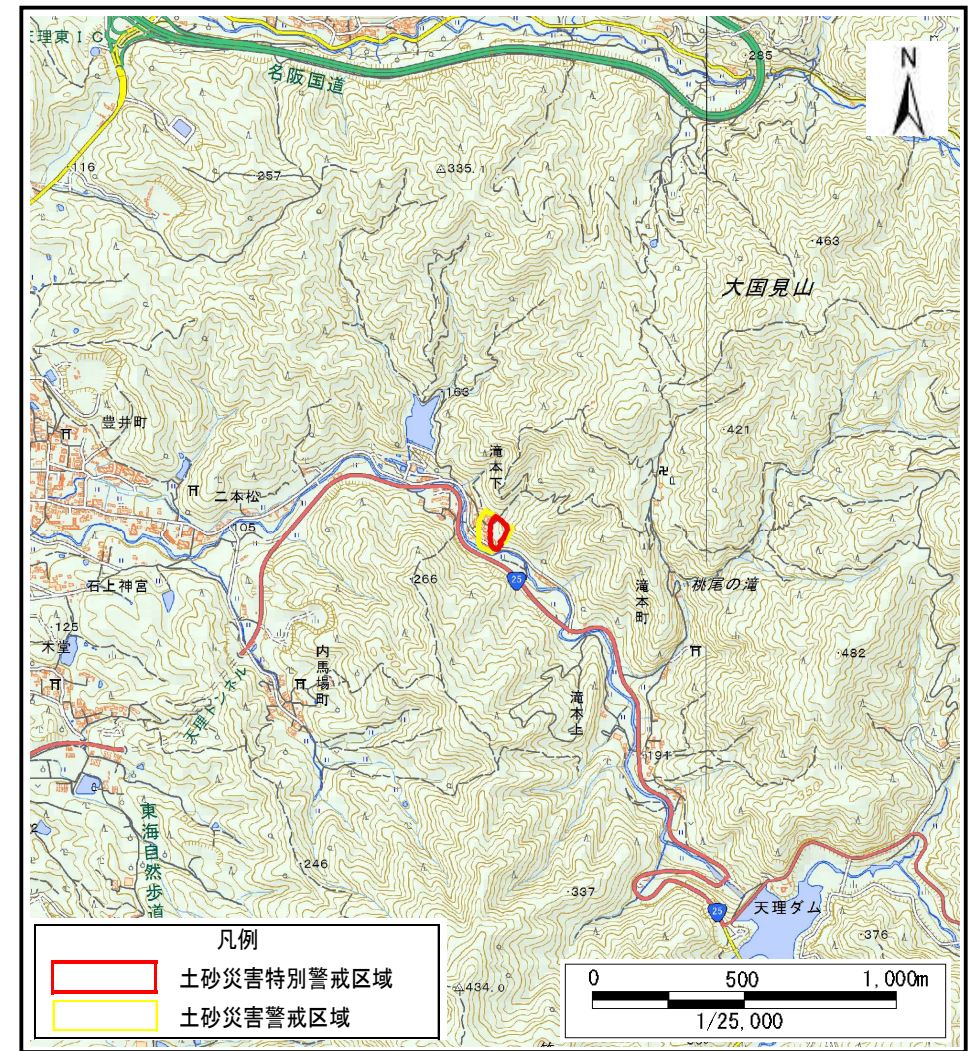 天理東IC
名阪国道
285
N
116
257
335.1
463
大国見山
163
豊井町
421
滝本下
二本松
105
25
石上神宮
266
桃尾の滝
滝本町
125
木堂
482
内馬場町
天理トンネル
滝本上
191
64
東海自然歩道
246
337
25
天理ダム
376
434.0
凡例
土砂災害特別警戒区域
土砂災害警戒区域
0 500 1,000m
1/25,000